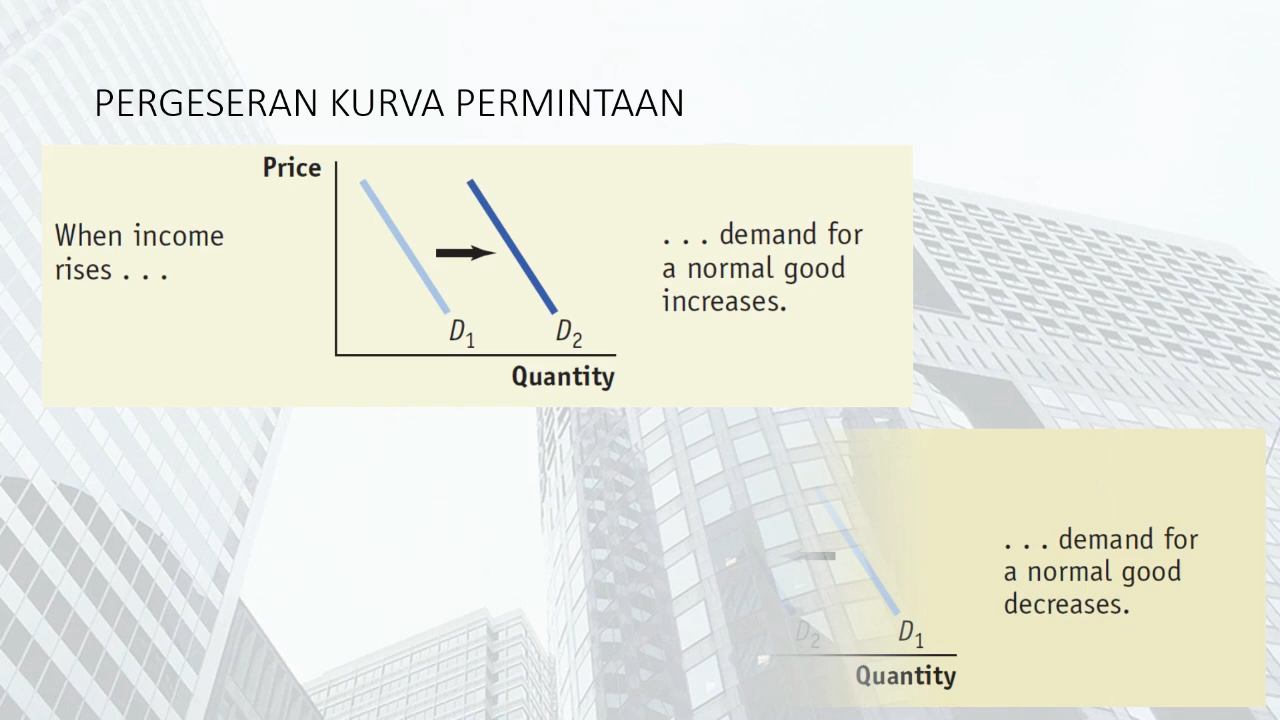 PERGESERAN KURVA PERMINTAAN
Price
When income
rises . . .
. . . demand for
a normal good
increases.
D1
D2
Quantity
. . . demand for
a normal good
decreases.
D2
D1
Quantity